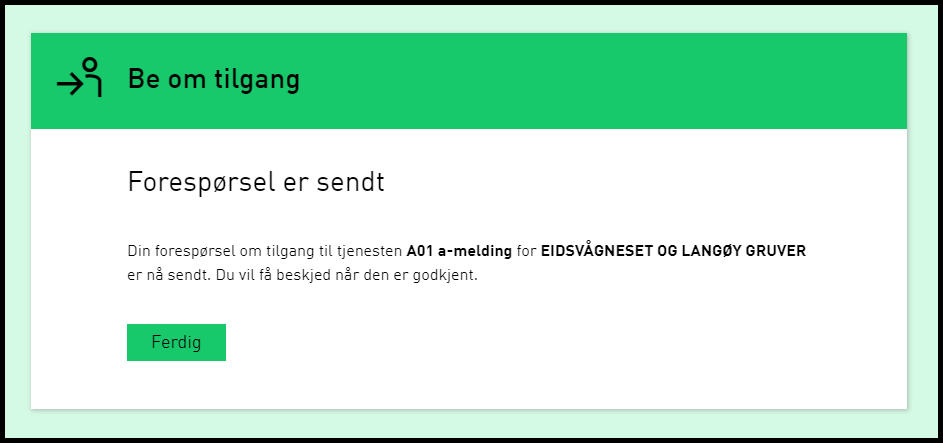 Be om tilgang
Forespørsel er sendt
Din forespørsel om tilgang til tjenesten A01 a-melding for EIDSVÅGNESET OG LANGØY GRUVER
er nå sendt. Du vil få beskjed når den er godkjent.
Ferdig